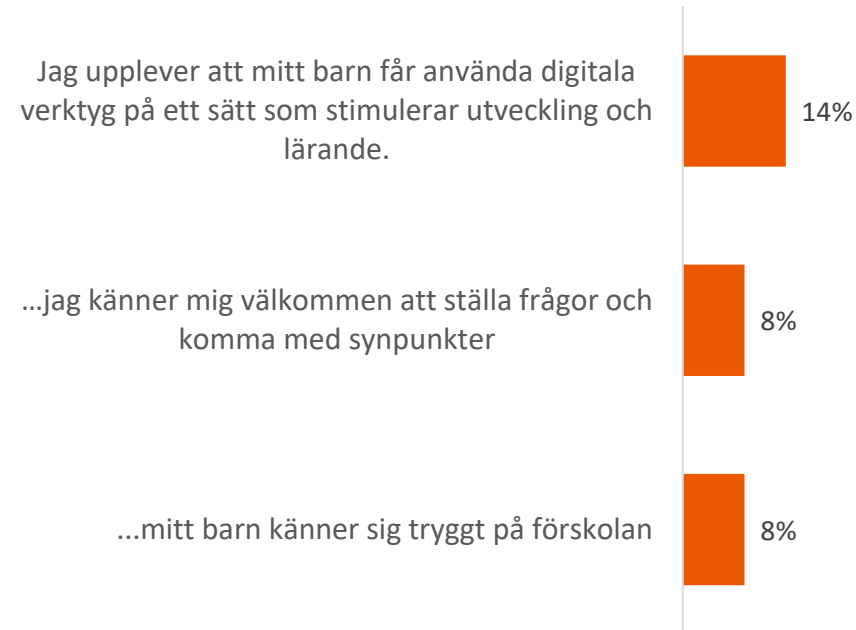 Jag upplever att mitt barn får använda digitala
verktyg på ett sätt som stimulerar utveckling och
lärande.
14%
...jag känner mig välkommen att ställa frågor och
komma med synpunkter
8%
...mitt barn känner sig tryggt på förskolan
8%